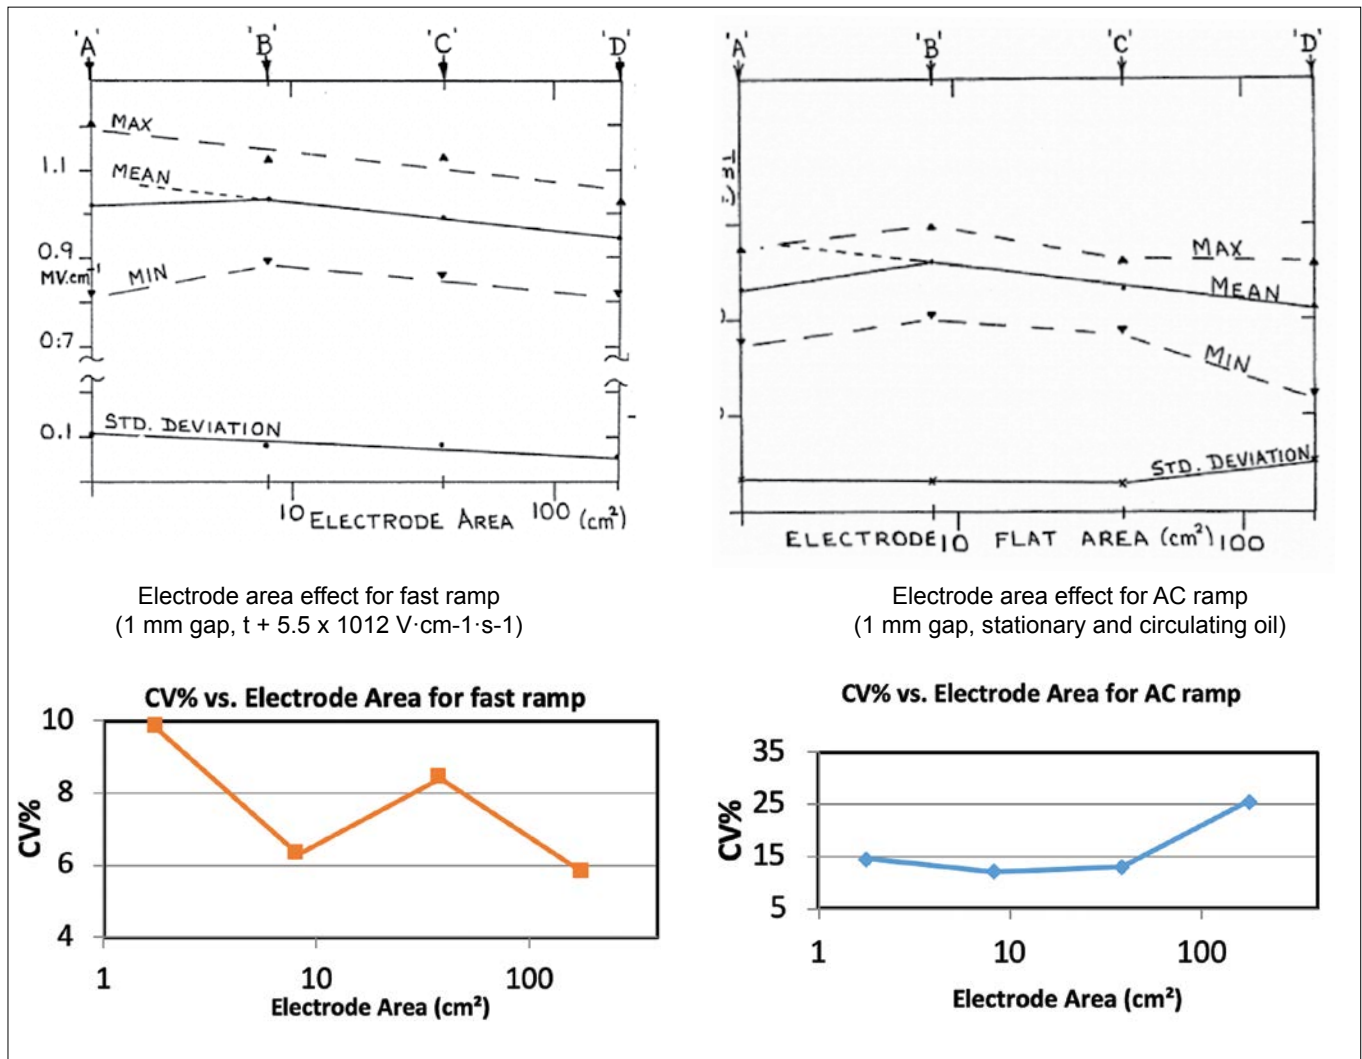 'A' 'B' 'C' 'D'
MAX
1.1
MEAN
0.9
MV.cm⁻¹
MIN
0.7
STD. DEVIATION
0.1
10 ELECTRODE AREA 100 (cm²)
'A' 'B' 'C' 'D'
MAX
MEAN
MIN
STD. DEVIATION
ELECTRODE 10 FLAT AREA (cm²) 100
Electrode area effect for fast ramp
(1 mm gap, t + 5.5 x 1012 V·cm-1·s-1)
Electrode area effect for AC ramp
(1 mm gap, stationary and circulating oil)
CV% vs. Electrode Area for fast ramp
10
8
6
4
CV%
1 10 100
Electrode Area (cm²)
CV% vs. Electrode Area for AC ramp
35
25
15
5
CV%
1 10 100
Electrode Area (cm²)